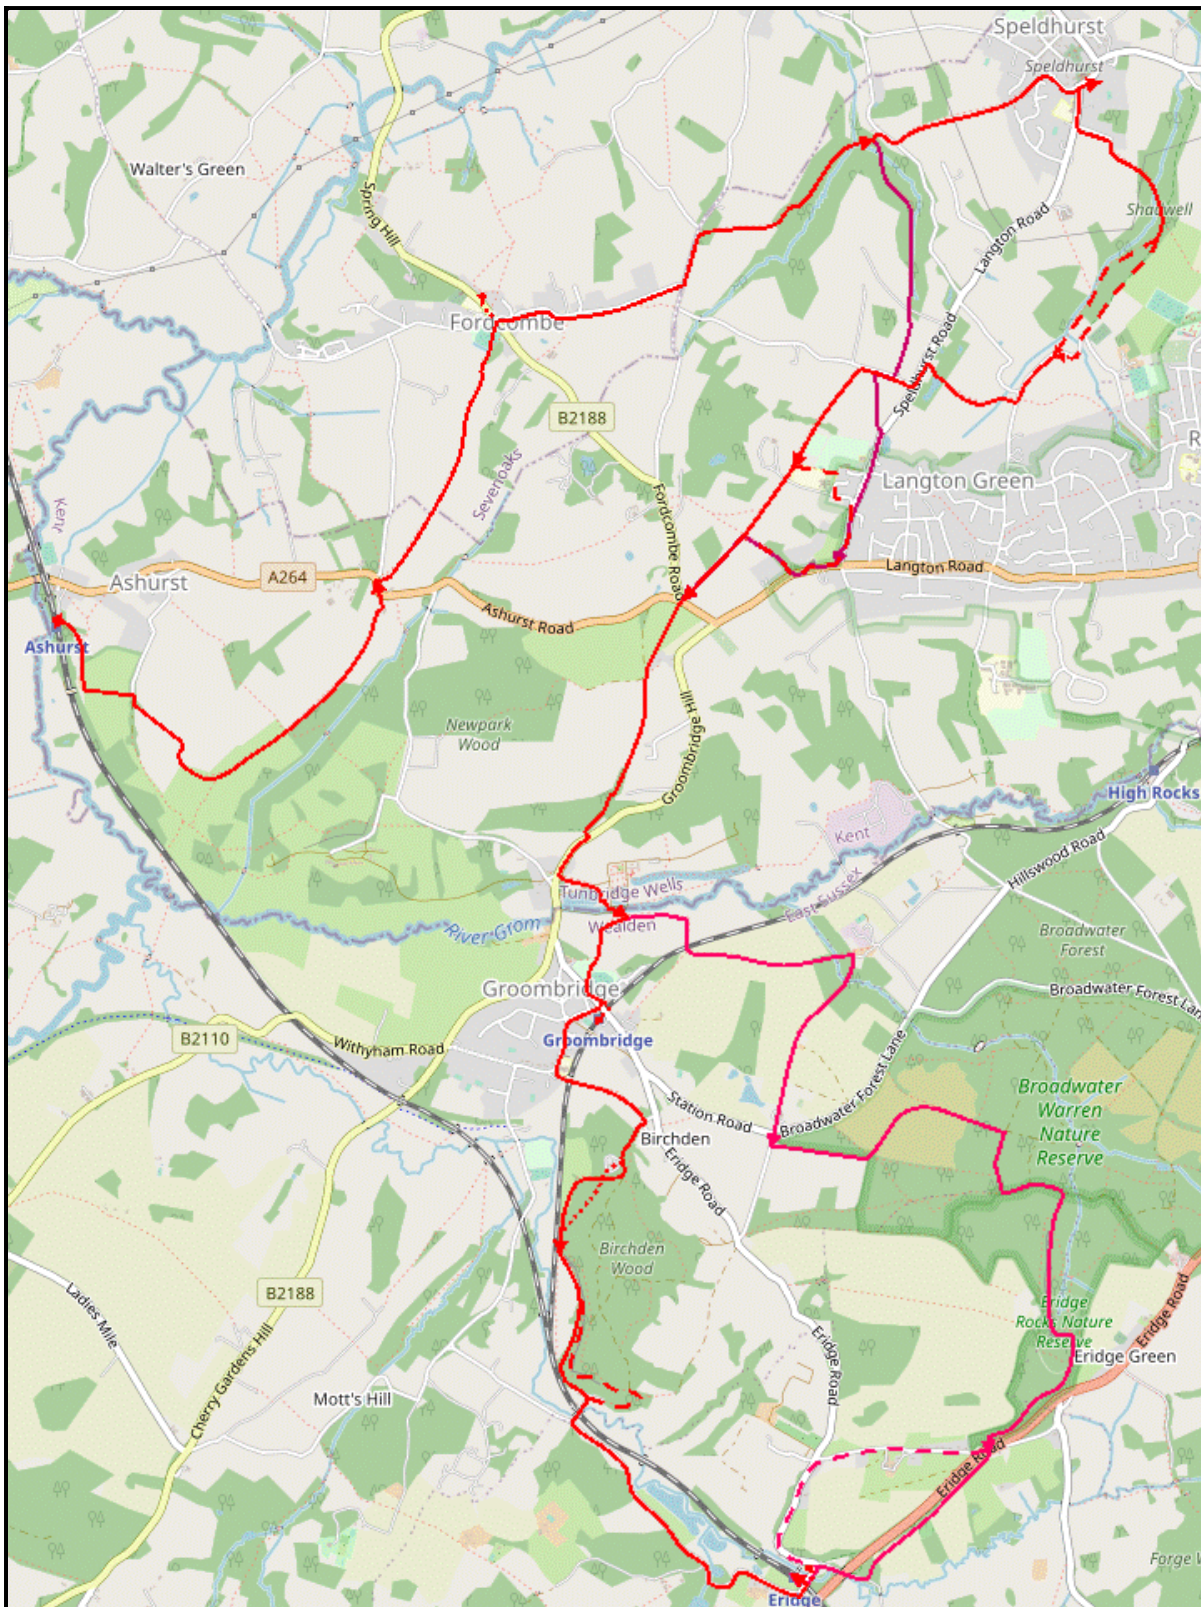 Speldhurst
Speldhurst
Walter's Green
Spring Hill
Shadwell
Langton Road
Fordcombe
Speldhurst Road
B2188
R
Sevenoaks
Kent
Langton Green
Fordcombe Road
A264
Ashurst
Langton Road
Ashurst Road
Ashurst
Groombridge Hill
Newpark
Wood
High Rocks
Kent
Hillswood Road
Tunbridge Wells
East Sussex
Wealden
River Grom
Broadwater
Forest
Groombridge
Broadwater Forest Lan
B2110
Withyham Road
Groombridge
Broadwater Forest Lane
Broadwater
Warren
Nature
Reserve
Station Road
Birchden
Eridge Road
Birchden
Wood
B2188
Ladies Mile
Eridge
Rocks Nature
Reserve
Eridge Road
Eridge Road
Eridge Green
Cherry Gardens Hill
Mott's Hill
Eridge Road
Forge W
Eridge